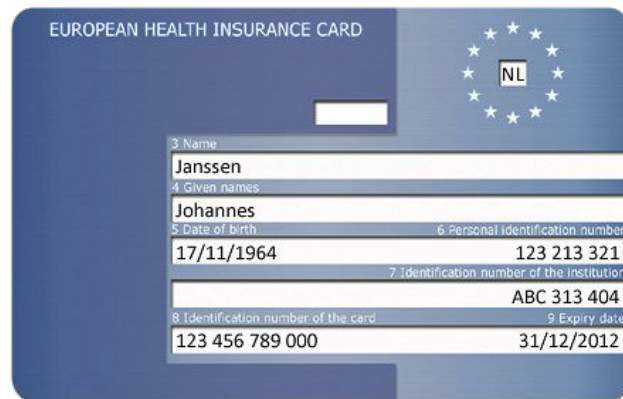 EUROPEAN HEALTH INSURANCE CARD
NL
3 Name
Janssen
4 Given names
Johannes
5 Date of birth 6 Personal identification number
17/11/1964 123 213 321
7 Identification number of the institution
ABC 313 404
8 Identification number of the card 9 Expiry date
123 456 789 000 31/12/2012